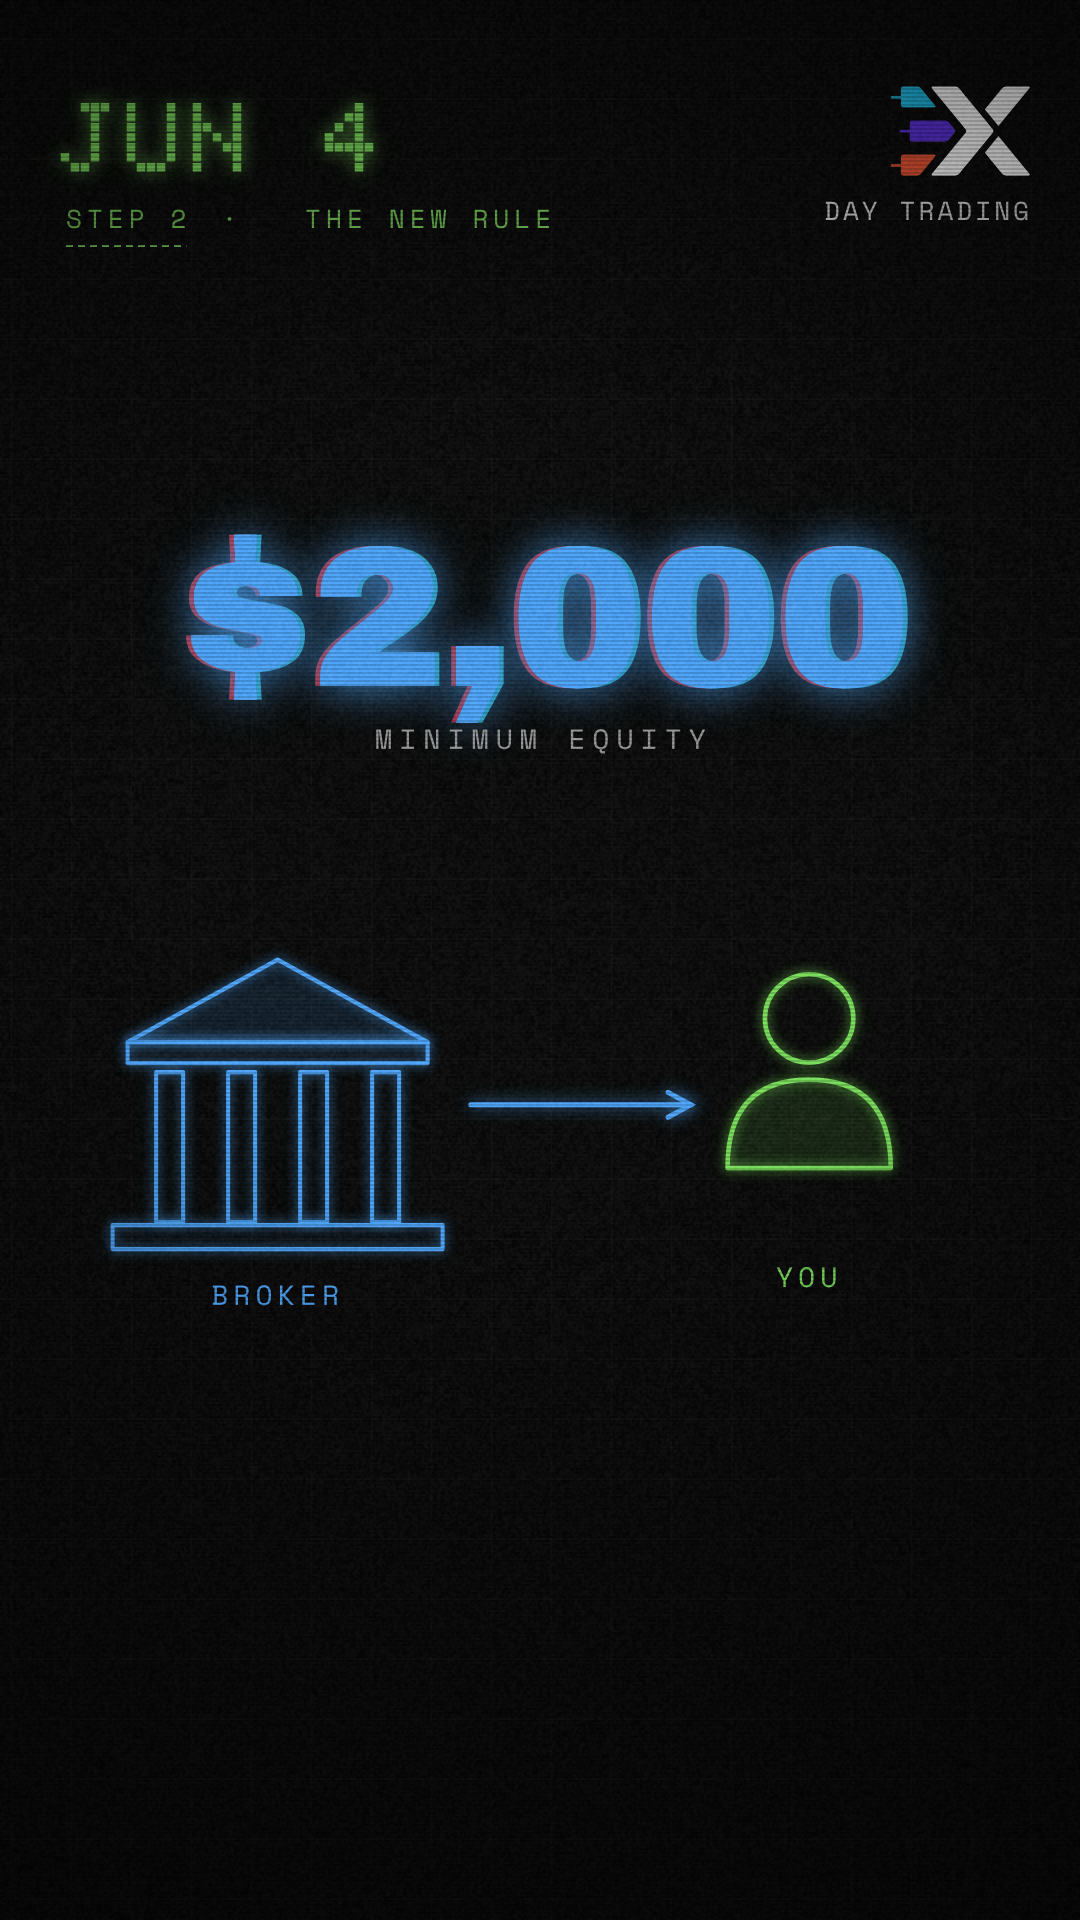 JUN 4
STEP 2 · THE NEW RULE
X
DAY TRADING
$2,000
MINIMUM EQUITY
BROKER
YOU